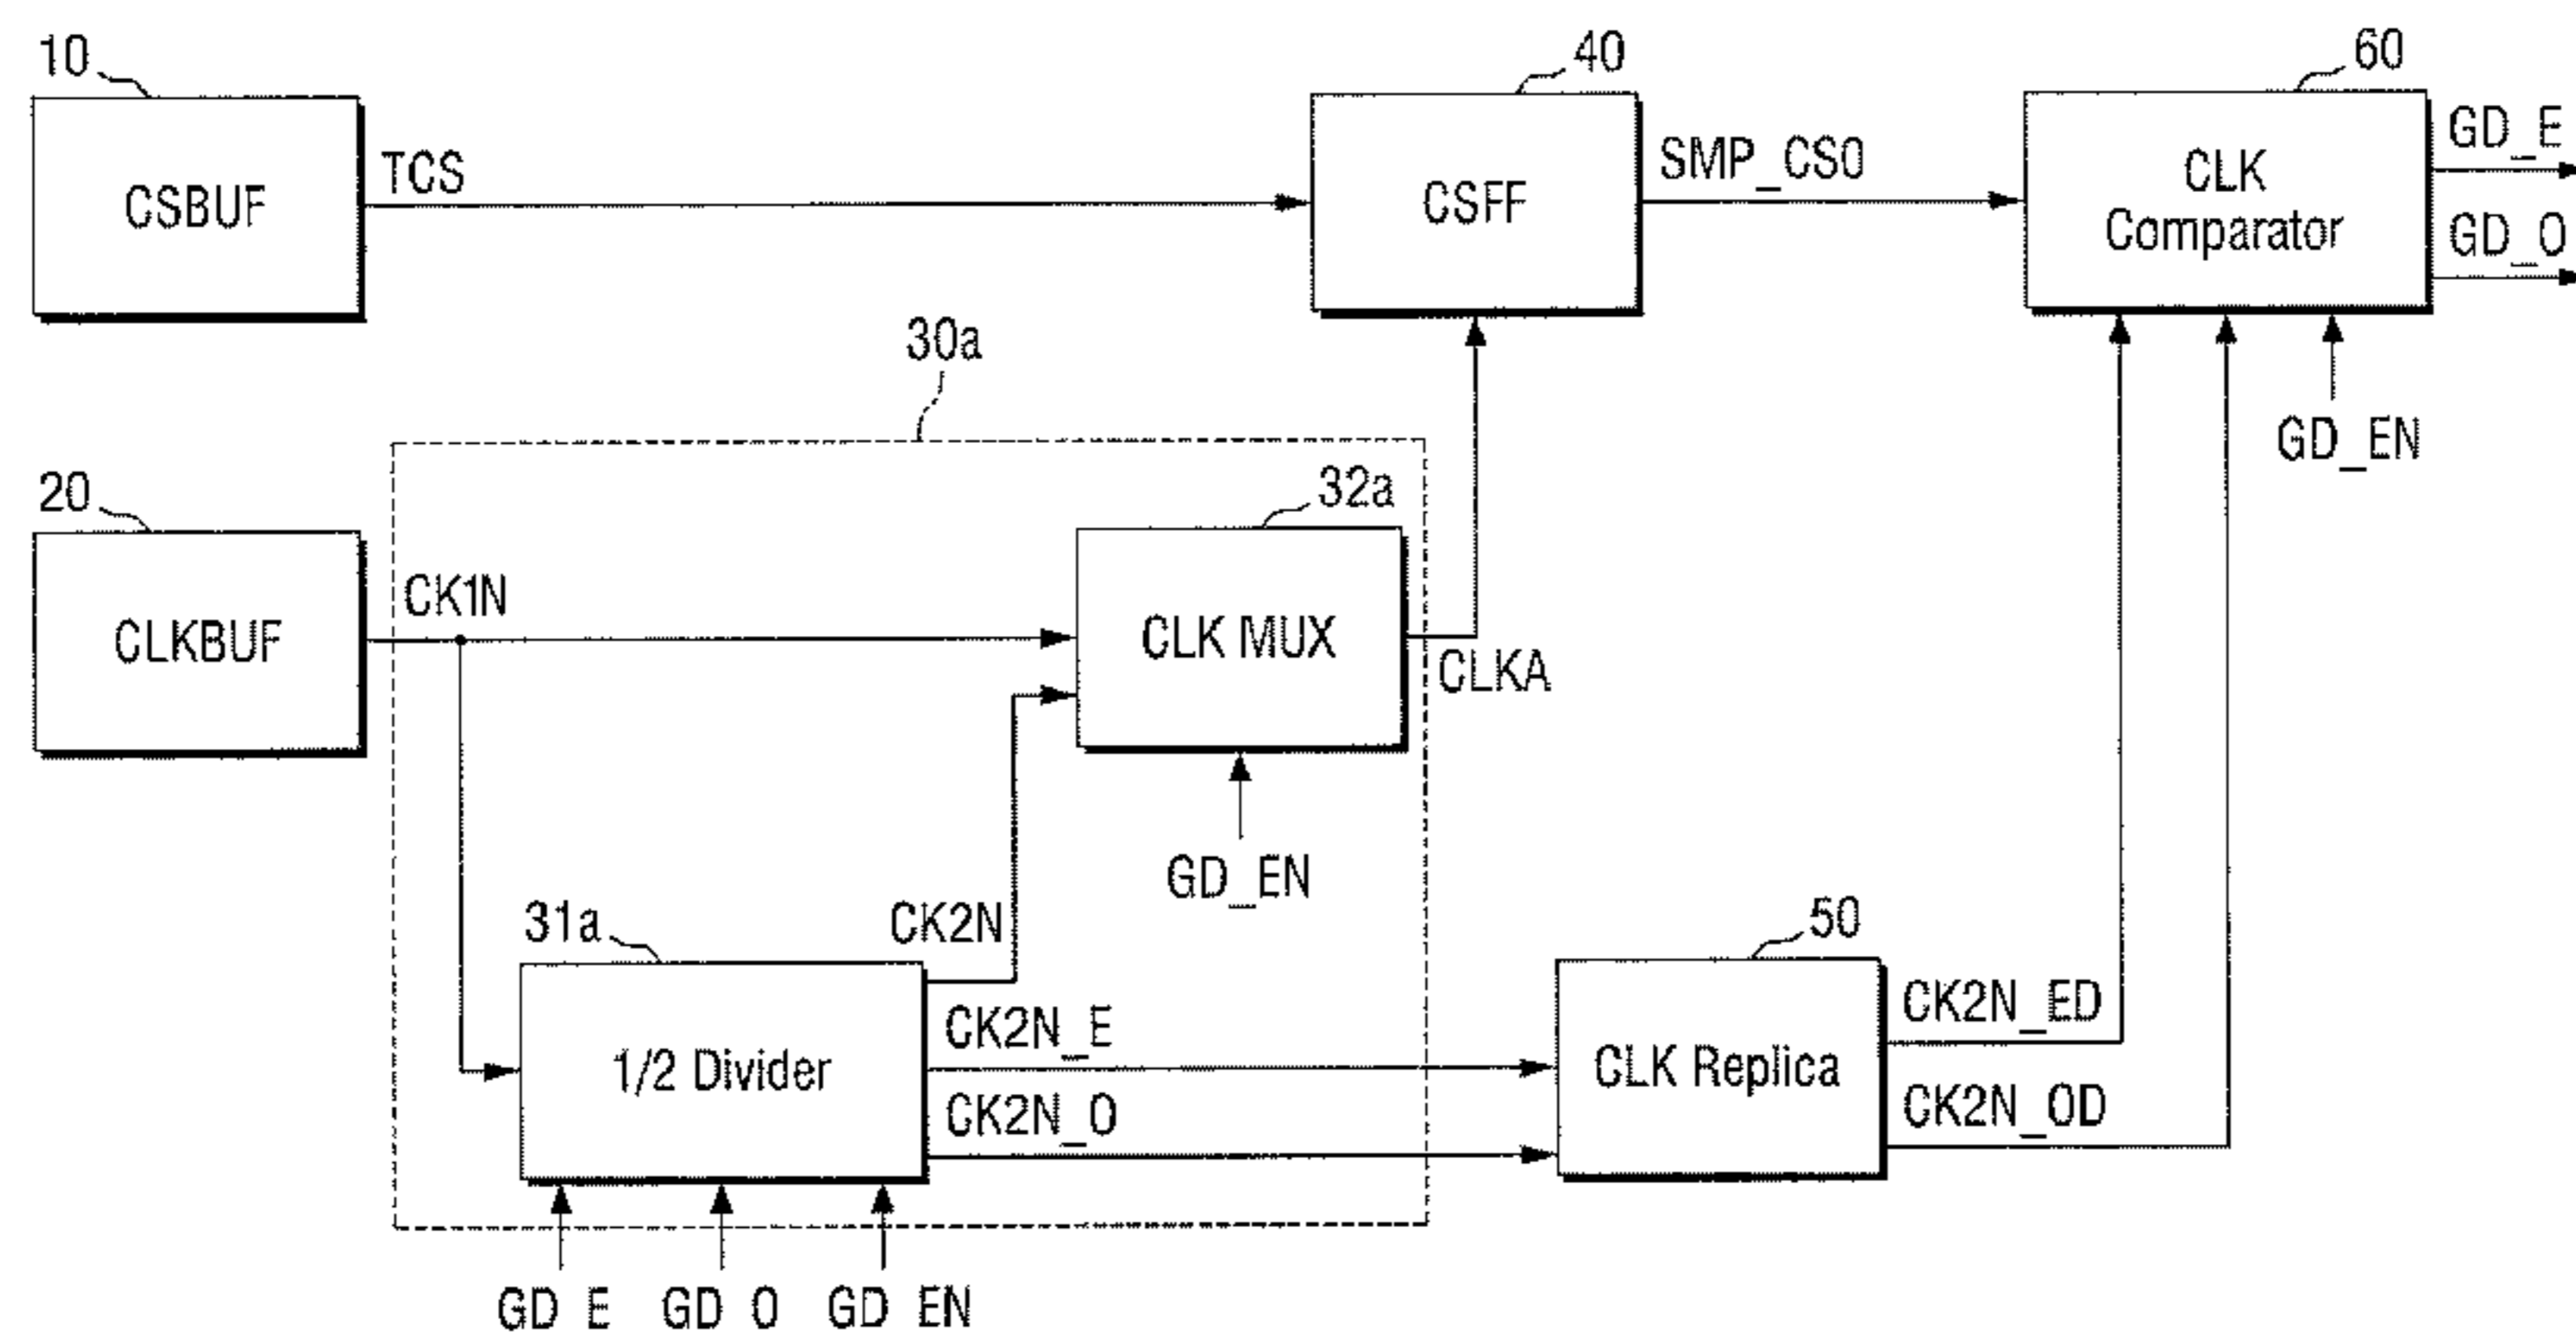 10
40
60
CSBUF
TCS
CSFF
SMP_CS0
CLK
Comparator
GD_E
GD_O
30a
GD_EN
20
32a
CLKBUF
CK1N
CLK MUX
CLKA
GD_EN
31a
CK2N
50
1/2 Divider
CK2N_E
CK2N_O
CLK Replica
CK2N_ED
CK2N_OD
GD_E GD_O GD_EN